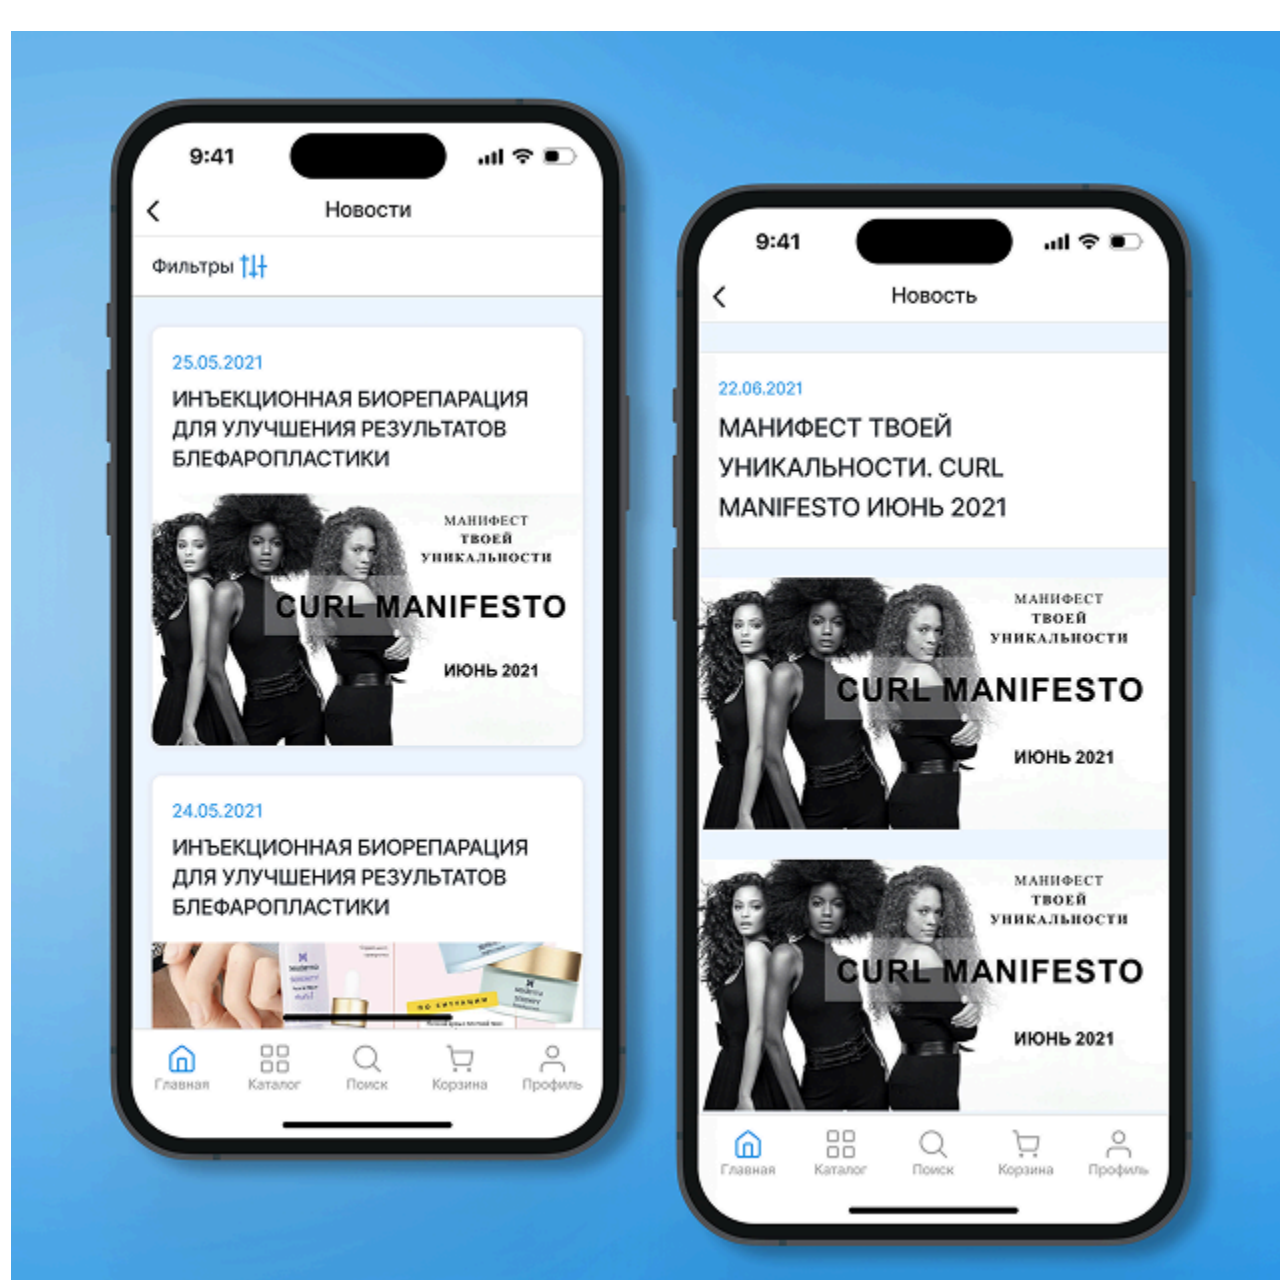 9:41
Новости
Фильтры
25.05.2021
ИНЪЕКЦИОННАЯ БИОРЕПАРАЦИЯ
ДЛЯ УЛУЧШЕНИЯ РЕЗУЛЬТАТОВ
БЛЕФАРОПЛАСТИКИ
МАНИФЕСТ
ТВОЕЙ
УНИКАЛЬНОСТИ
CURL MANIFESTO
ИЮНЬ 2021
24.05.2021
ИНЪЕКЦИОННАЯ БИОРЕПАРАЦИЯ
ДЛЯ УЛУЧШЕНИЯ РЕЗУЛЬТАТОВ
БЛЕФАРОПЛАСТИКИ
ПО СИТУАЦИИ
Главная Каталог Поиск Корзина Профиль
9:41
Новость
22.06.2021
МАНИФЕСТ ТВОЕЙ
УНИКАЛЬНОСТИ. CURL
MANIFESTO ИЮНЬ 2021
МАНИФЕСТ
ТВОЕЙ
УНИКАЛЬНОСТИ
CURL MANIFESTO
ИЮНЬ 2021
МАНИФЕСТ
ТВОЕЙ
УНИКАЛЬНОСТИ
CURL MANIFESTO
ИЮНЬ 2021
Главная Каталог Поиск Корзина Профиль